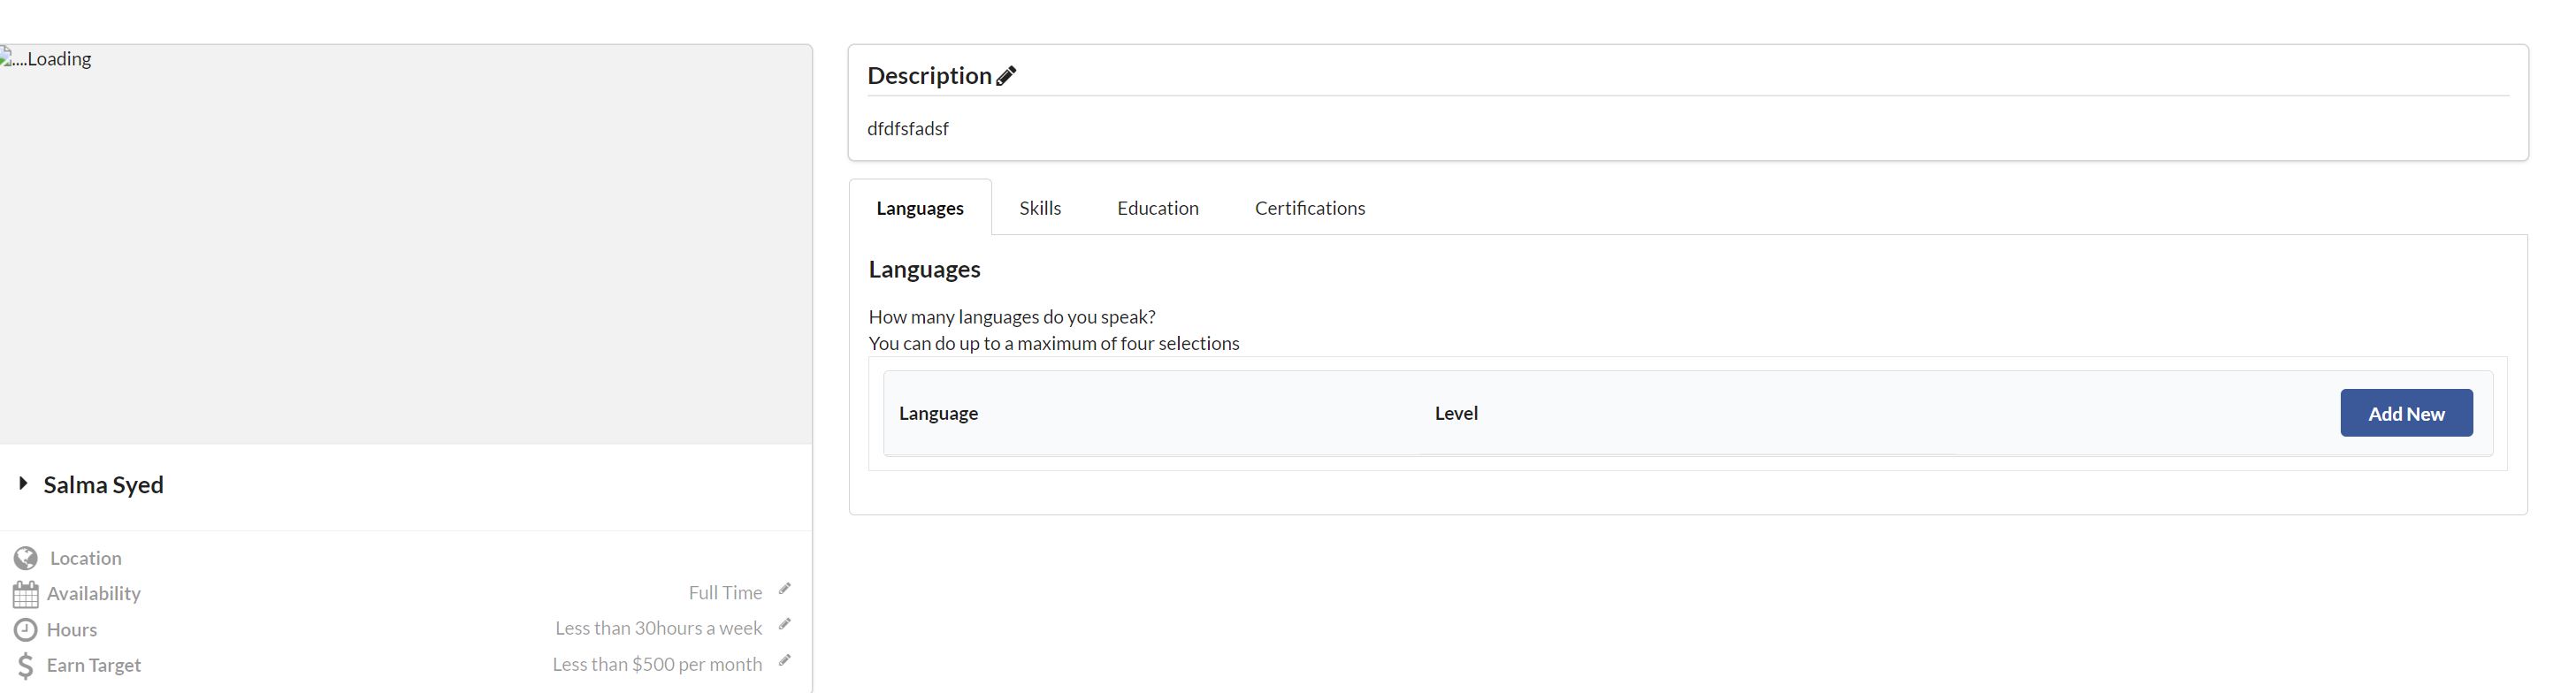 ....Loading
Salma Syed
Location
Availability Full Time
Hours Less than 30hours a week
Earn Target Less than $500 per month
Description
dfdfsfadsf
Languages Skills Education Certifications
Languages
How many languages do you speak?
You can do up to a maximum of four selections
Language Level Add New